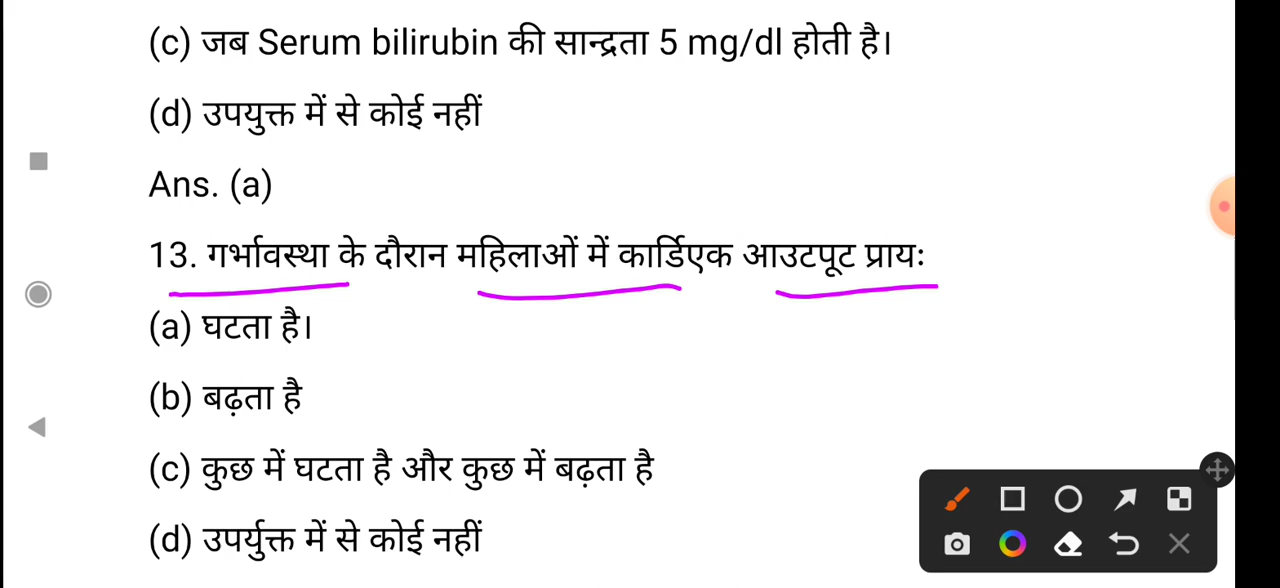 (c) जब Serum bilirubin की सान्द्रता 5 mg/dl होती है।
(d) उपयुक्त में से कोई नहीं
Ans. (a)
13. गर्भावस्था के दौरान महिलाओं में कार्डिएक आउटपूट प्रायः
(a) घटता है।
(b) बढ़ता है
(c) कुछ में घटता है और कुछ में बढ़ता है
(d) उपर्युक्त में से कोई नहीं